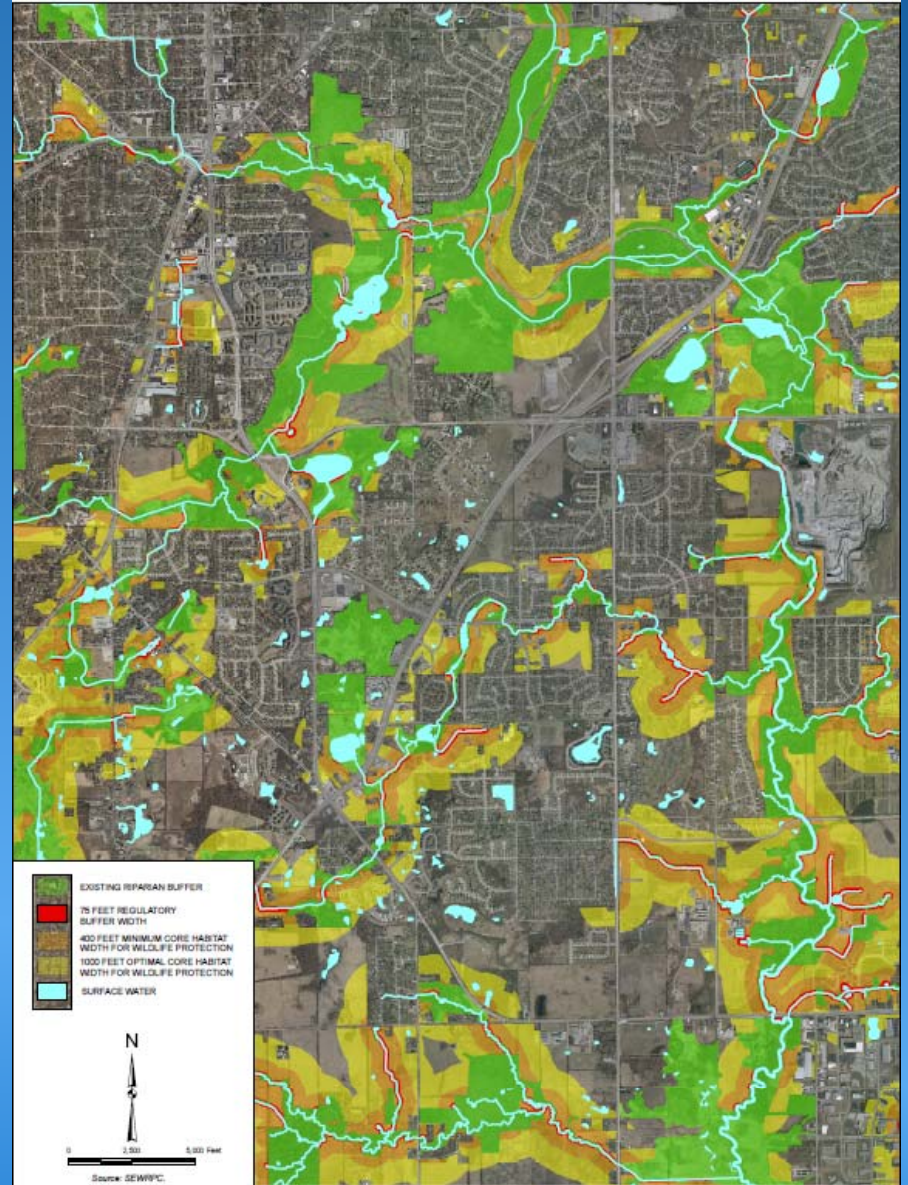 EXISTING RIPARIAN BUFFER
75 FEET REGULATORY
BUFFER WIDTH
400 FEET MINIMUM CORE HABITAT
WIDTH FOR WILDLIFE PROTECTION
1000 FEET OPTIMAL CORE HABITAT
WIDTH FOR WILDLIFE PROTECTION
SURFACE WATER
N
0 2,500 5,000 Feet
Source: SEWRPC.